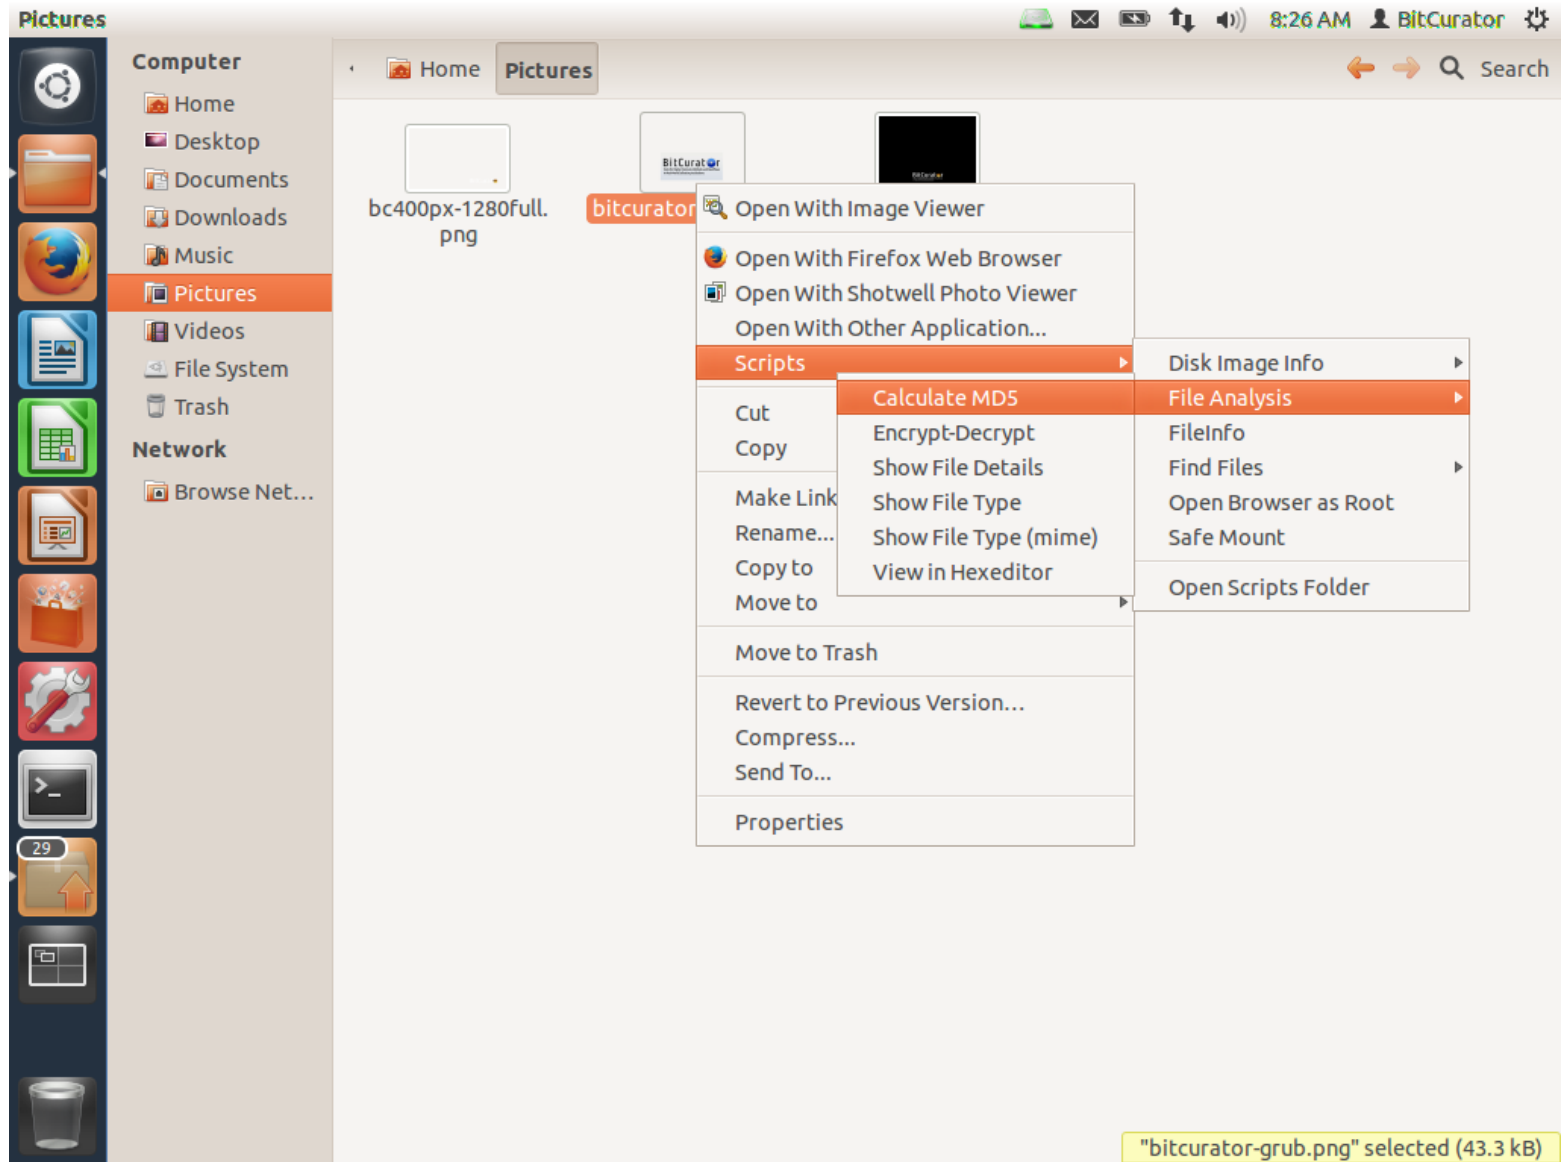 Pictures
8:26 AM
BitCurator
Computer
Home
Desktop
Documents
Downloads
Music
Pictures
Videos
File System
Trash
Network
Browse Net...
Home
Pictures
Search
bc400px-1280full.
png
BitCurator
bitcurator
BitCurator
Open With Image Viewer
Open With Firefox Web Browser
Open With Shotwell Photo Viewer
Open With Other Application...
Scripts
Cut
Copy
Make Link
Rename...
Copy to
Move to
Move to Trash
Revert to Previous Version...
Compress...
Send To...
Properties
Calculate MD5
Encrypt-Decrypt
Show File Details
Show File Type
Show File Type (mime)
View in Hexeditor
Disk Image Info
File Analysis
FileInfo
Find Files
Open Browser as Root
Safe Mount
Open Scripts Folder
29
"bitcurator-grub.png" selected (43.3 kB)